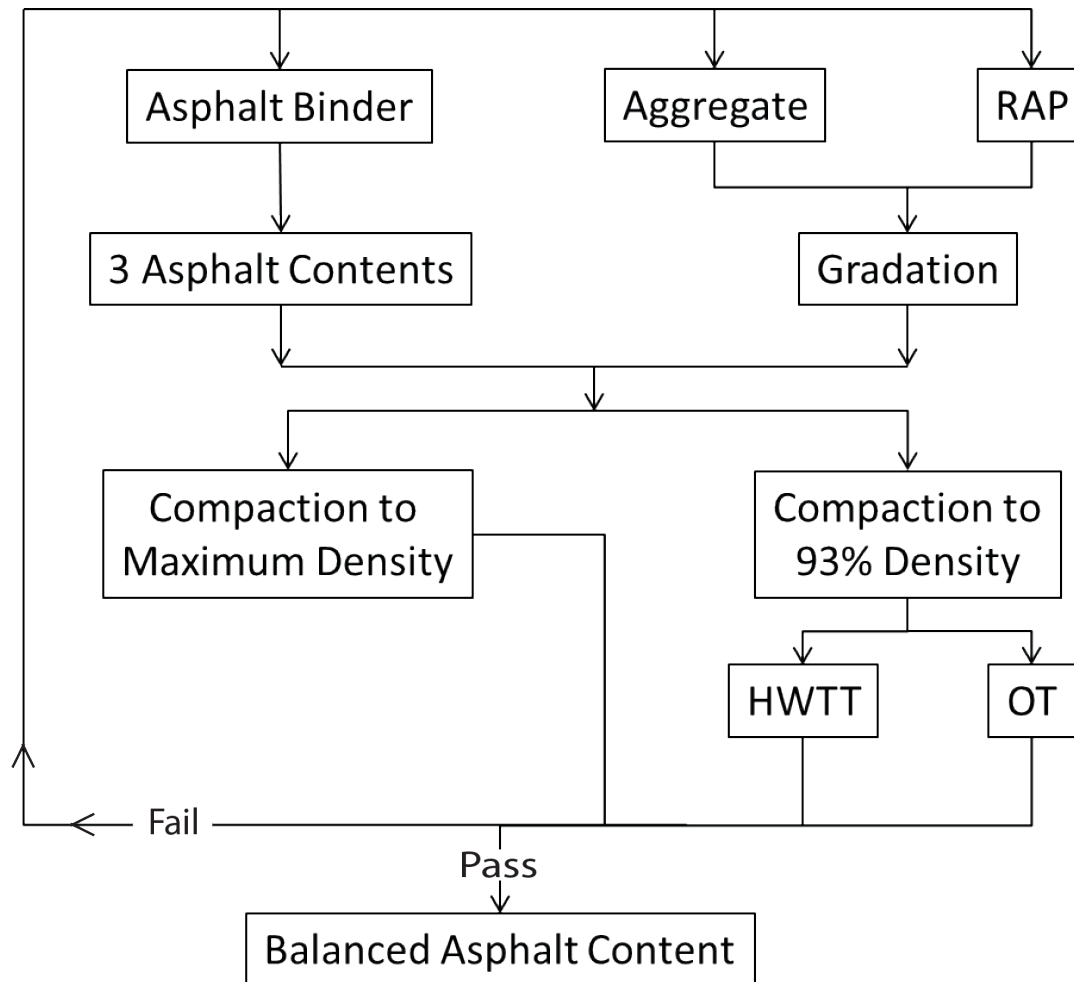 Asphalt Binder
Aggregate
RAP
3 Asphalt Contents
Gradation
Compaction to
Maximum Density
Compaction to
93% Density
HWTT
OT
Fail
Pass
Balanced Asphalt Content